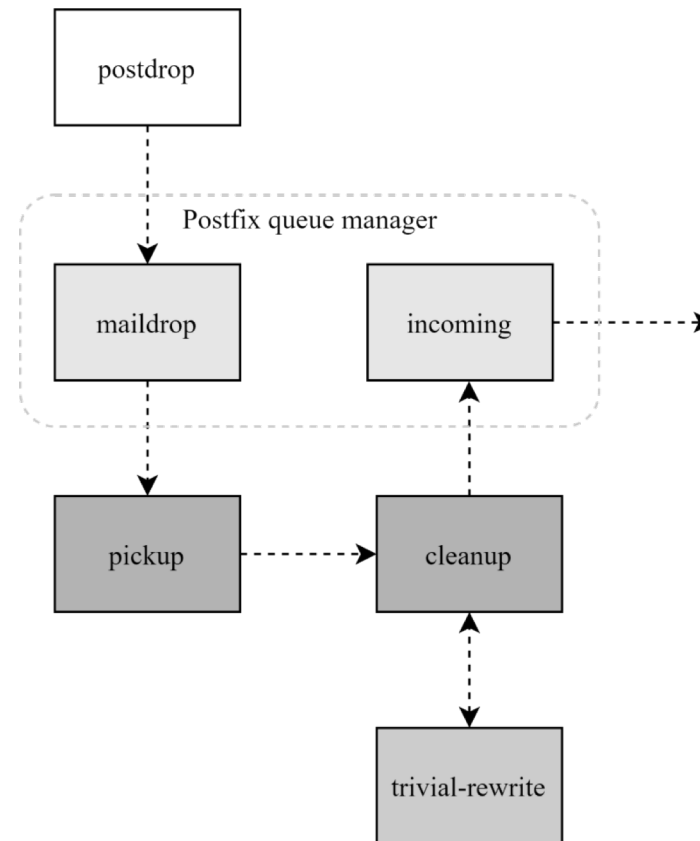 postdrop
Postfix queue manager
maildrop
incoming
pickup
cleanup
trivial-rewrite